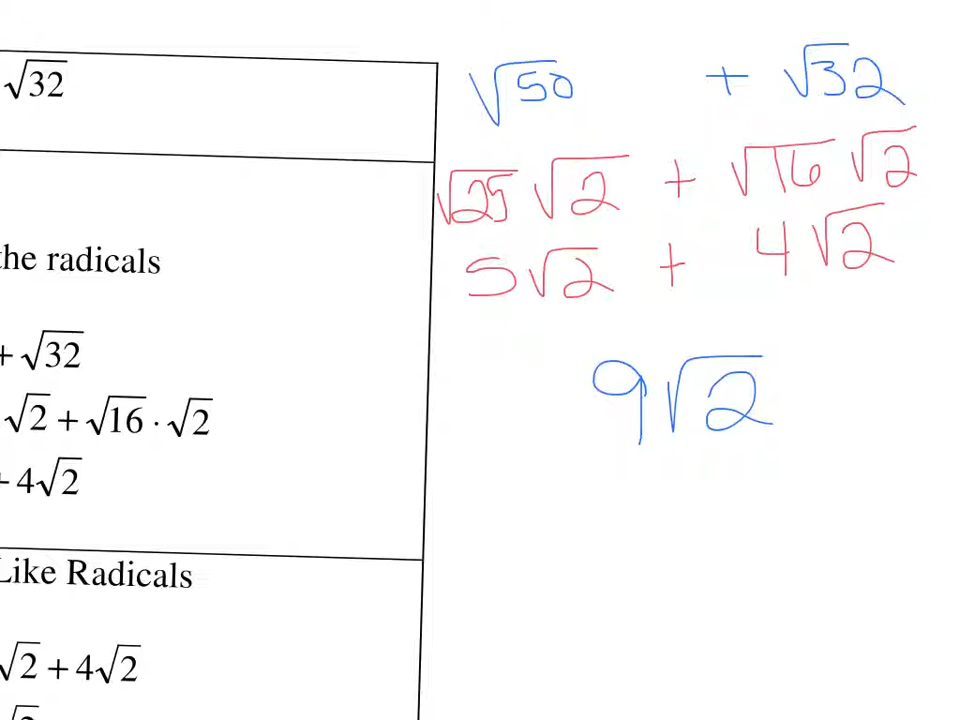 √32
√50 + √32
√25 √2 + √16 √2
5√2 + 4√2
9√2
the radicals
+ √32
√2 + √16 · √2
+ 4√2
Like Radicals
√2 + 4√2